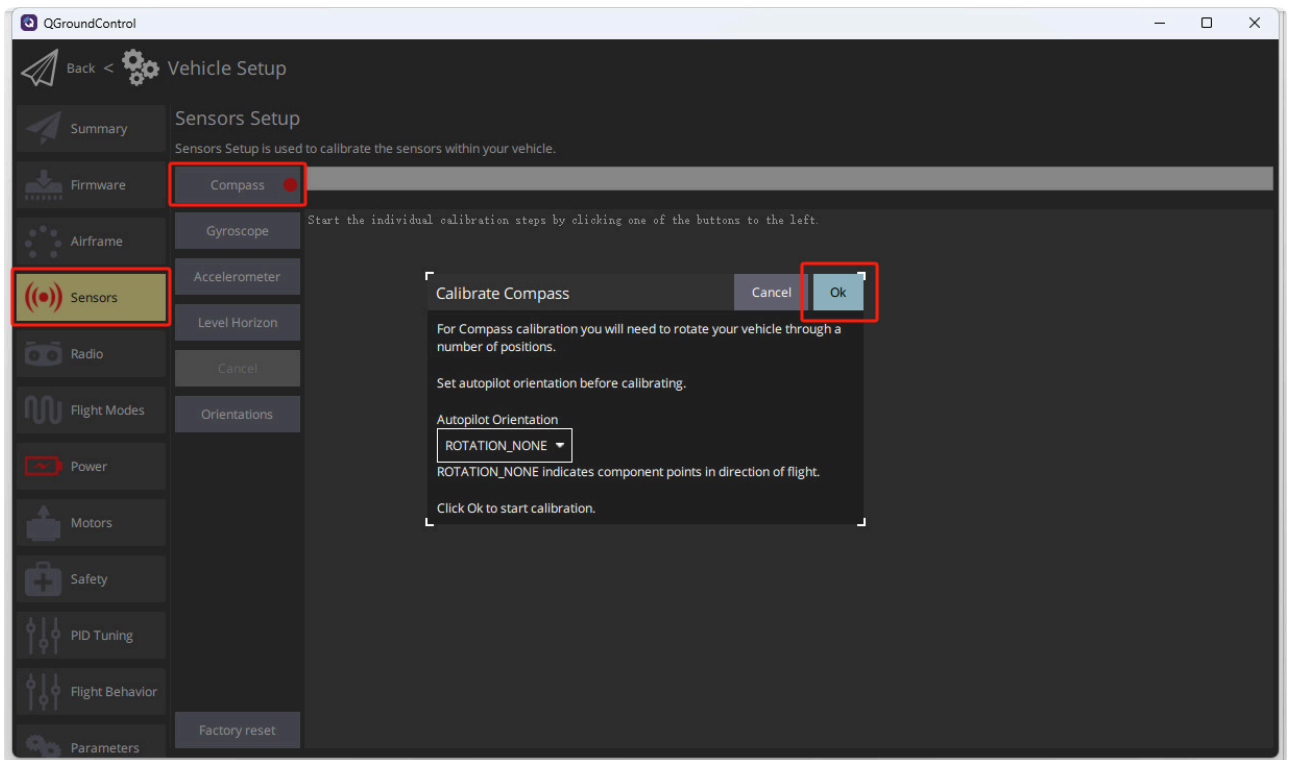 QGroundControl
Back < Vehicle Setup
Summary
Firmware
Airframe
Sensors
Radio
Flight Modes
Power
Motors
Safety
PID Tuning
Flight Behavior
Parameters
Sensors Setup
Sensors Setup is used to calibrate the sensors within your vehicle.
Compass
Gyroscope
Accelerometer
Level Horizon
Cancel
Orientations
Factory reset
Start the individual calibration steps by clicking one of the buttons to the left.
Calibrate Compass
Cancel
Ok
For Compass calibration you will need to rotate your vehicle through a
number of positions.
Set autopilot orientation before calibrating.
Autopilot Orientation
ROTATION_NONE
ROTATION_NONE indicates component points in direction of flight.
Click Ok to start calibration.